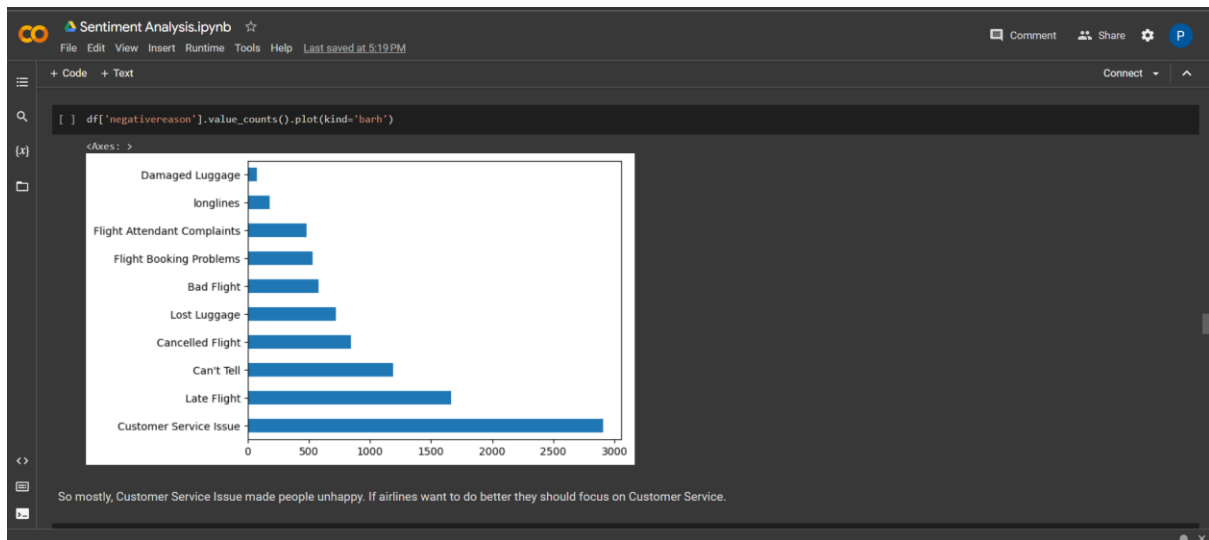 Sentiment Analysis.ipynb
File Edit View Insert Runtime Tools Help Last saved at 5:19 PM
Comment Share P
+ Code + Text
Connect
[ ] df['negativereason'].value_counts().plot(kind='barh')
{x}
<Axes: >
Damaged Luggage
longlines
Flight Attendant Complaints
Flight Booking Problems
Bad Flight
Lost Luggage
Cancelled Flight
Can't Tell
Late Flight
Customer Service Issue
0 500 1000 1500 2000 2500 3000
So mostly, Customer Service Issue made people unhappy. If airlines want to do better they should focus on Customer Service.